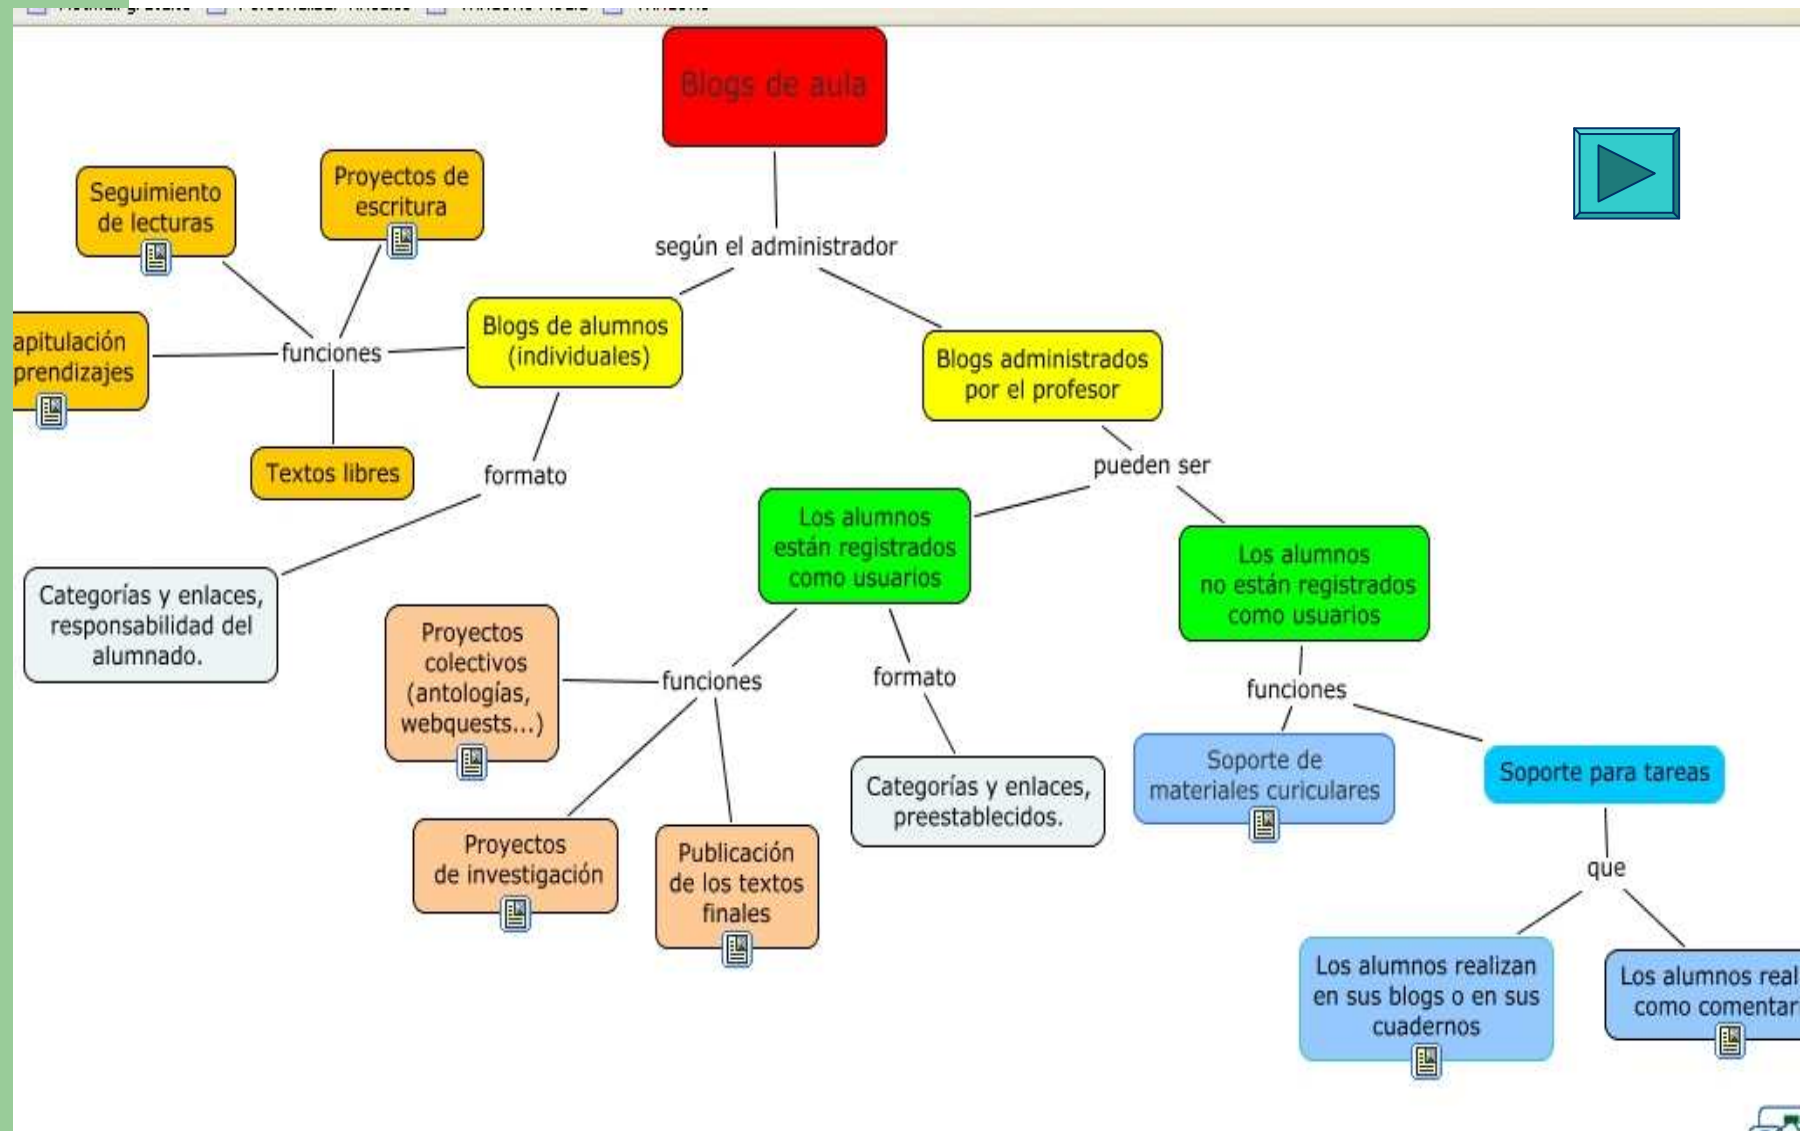 Blogs de aula
según el administrador
Seguimiento
de lecturas
Proyectos de
escritura
apitulación
prendizajes
funciones
Textos libres
Blogs de alumnos
(individuales)
formato
Categorías y enlaces,
responsabilidad del
alumnado.
Blogs administrados
por el profesor
pueden ser
Los alumnos
están registrados
como usuarios
funciones
Proyectos
colectivos
(antologías,
webquests...)
Proyectos
de investigación
Publicación
de los textos
finales
formato
Categorías y enlaces,
preestablecidos.
Los alumnos
no están registrados
como usuarios
funciones
Soporte de
materiales curiculares
Soporte para tareas
que
Los alumnos realizan
en sus blogs o en sus
cuadernos
Los alumnos real
como comentar